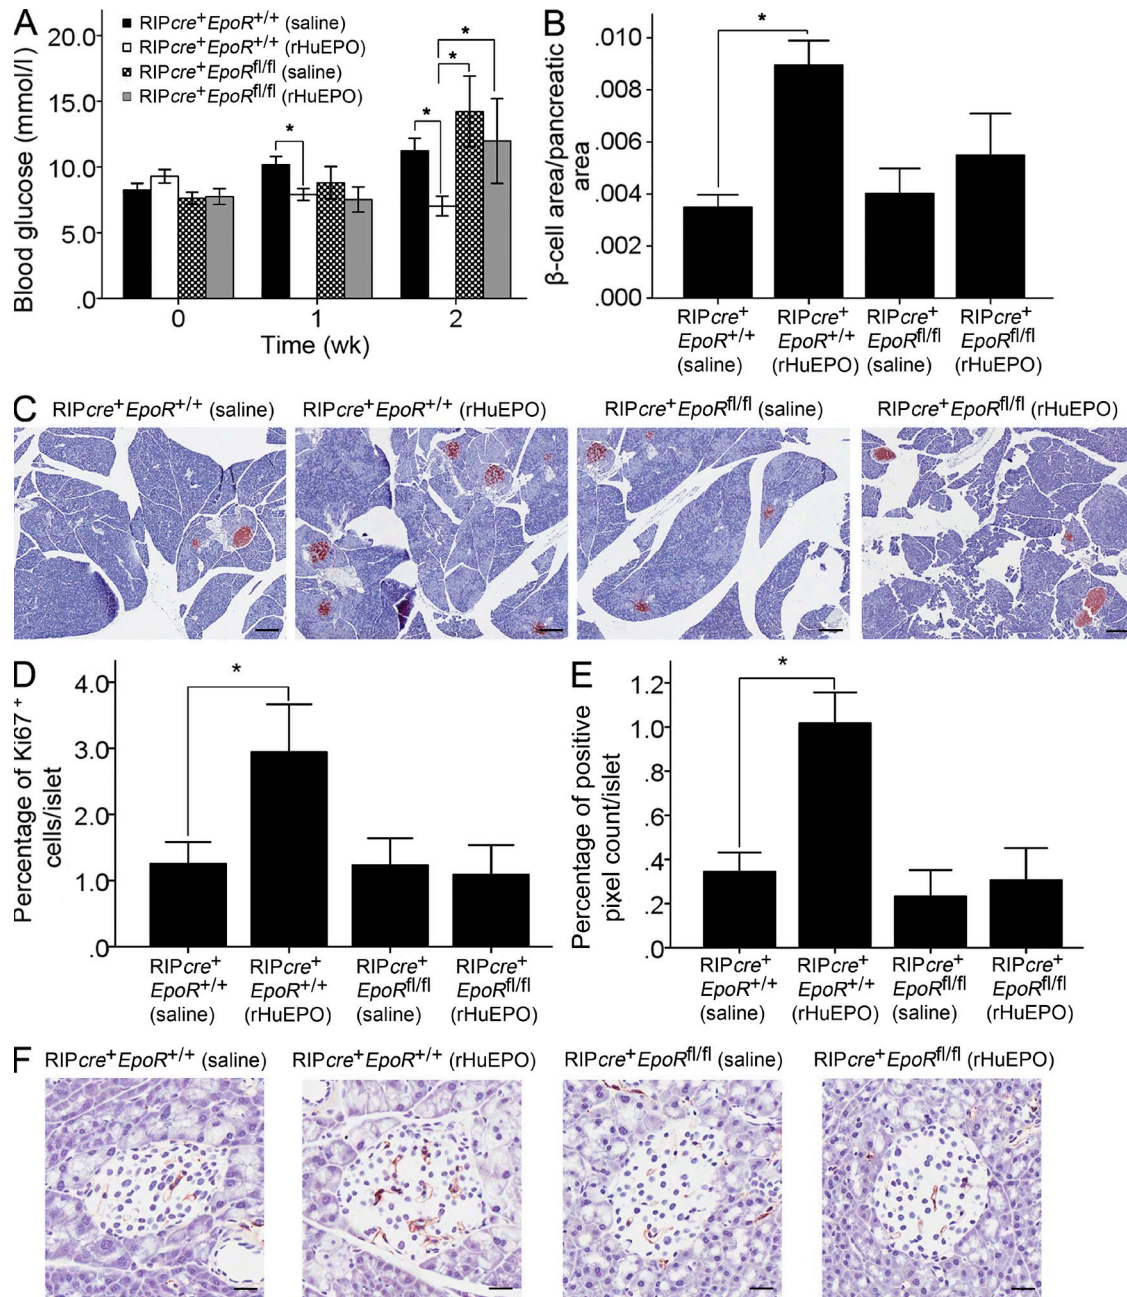 A
Blood glucose (mmol/l)
20.0
15.0
10.0
5.0
.0
RIPcre⁺EpoR⁺/⁺ (saline)
RIPcre⁺EpoR⁺/⁺ (rHuEPO)
RIPcre⁺EpoRfl/fl (saline)
RIPcre⁺EpoRfl/fl (rHuEPO)
*
*
*
*
0
1
2
Time (wk)
B
β-cell area/pancreatic
area
.010
.008
.006
.004
.002
.000
*
RIPcre⁺
EpoR⁺/⁺
(saline)
RIPcre⁺
EpoR⁺/⁺
(rHuEPO)
RIPcre⁺
EpoRfl/fl
(saline)
RIPcre⁺
EpoRfl/fl
(rHuEPO)
C
RIPcre⁺EpoR⁺/⁺ (saline)
RIPcre⁺EpoR⁺/⁺ (rHuEPO)
RIPcre⁺EpoRfl/fl (saline)
RIPcre⁺EpoRfl/fl (rHuEPO)
D
Percentage of Ki67⁺
cells/islet
4.0
3.0
2.0
1.0
.0
*
RIPcre⁺
EpoR⁺/⁺
(saline)
RIPcre⁺
EpoR⁺/⁺
(rHuEPO)
RIPcre⁺
EpoRfl/fl
(saline)
RIPcre⁺
EpoRfl/fl
(rHuEPO)
E
Percentage of positive
pixel count/islet
1.2
1.0
.8
.6
.4
.2
.0
*
RIPcre⁺
EpoR⁺/⁺
(saline)
RIPcre⁺
EpoR⁺/⁺
(rHuEPO)
RIPcre⁺
EpoRfl/fl
(saline)
RIPcre⁺
EpoRfl/fl
(rHuEPO)
F
RIPcre⁺EpoR⁺/⁺ (saline)
RIPcre⁺EpoR⁺/⁺ (rHuEPO)
RIPcre⁺EpoRfl/fl (saline)
RIPcre⁺EpoRfl/fl (rHuEPO)